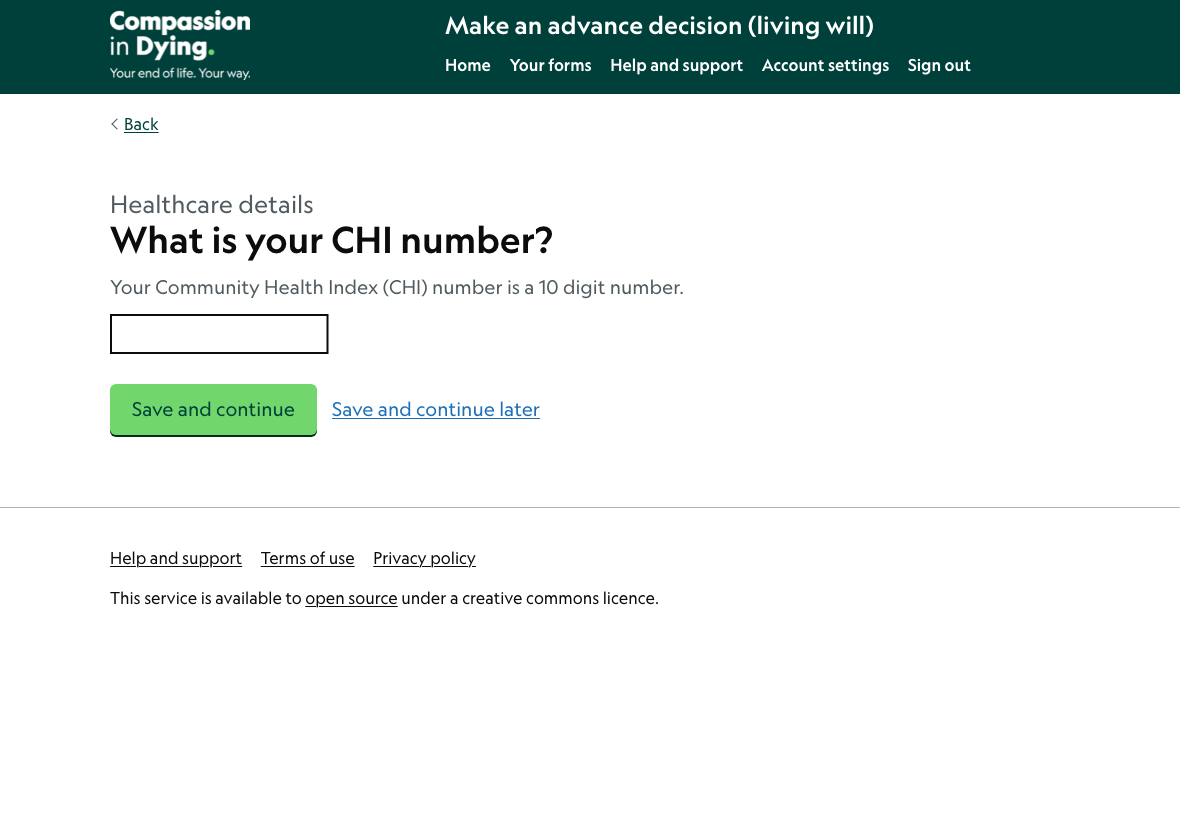 Compassion
in Dying.
Your end of life. Your way.
Make an advance decision (living will)
Home Your forms Help and support Account settings Sign out
Back
Healthcare details
What is your CHI number?
Your Community Health Index (CHI) number is a 10 digit number.
Save and continue Save and continue later
Help and support Terms of use Privacy policy
This service is available to open source under a creative commons licence.